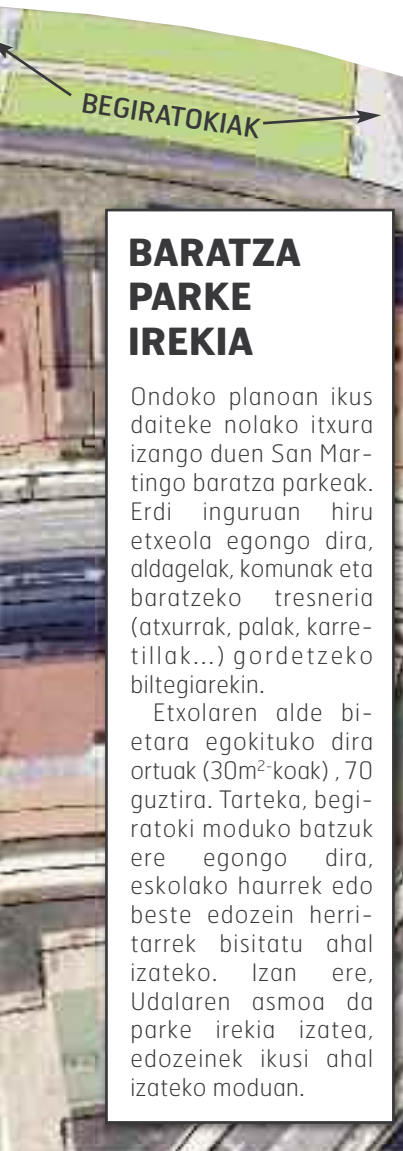 BEGIRATOKIAK
BARATZA
PARKE
IREKIA
Ondoko planoan ikus
daiteke nolako itxura
izango duen San Mar-
tingo baratza parkeak.
Erdi inguruan hiru
etxeola egongo dira,
aldagelak, komunak eta
baratzeko tresneria
(atxurrak, palak, karre-
tillak...) gordetzeko
biltegiarekin.
Etxolaren alde bi-
etara egokituko dira
ortuak (30m²-koak) , 70
guztira. Tarteka, begi-
ratoki moduko batzuk
ere egongo dira,
eskolako haurrek edo
beste edozein herri-
tarrek bisitatu ahal
izateko. Izan ere,
Udalaren asmoa da
parke irekia izatea,
edozeinek ikusi ahal
izateko moduan.